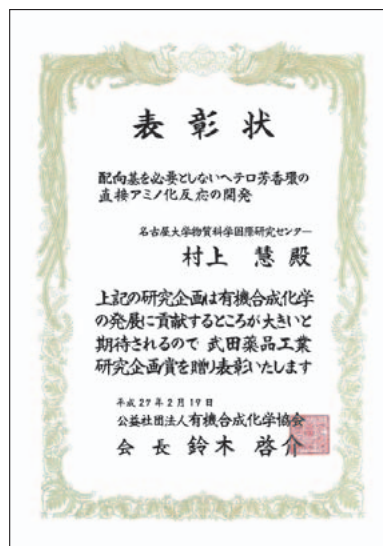 表彰状
配向基を必要としないヘテロ芳香環の
直接アミノ化反応の開発
名古屋大学物質科学国際研究センター
村上 慧 殿
上記の研究企画は有機合成化学
の発展に貢献するところが大きいと
期待されるので 武田薬品工業
研究企画賞を贈り表彰いたします
平成27年2月19日
公益社団法人有機合成化学協会
会長 鈴木 啓介